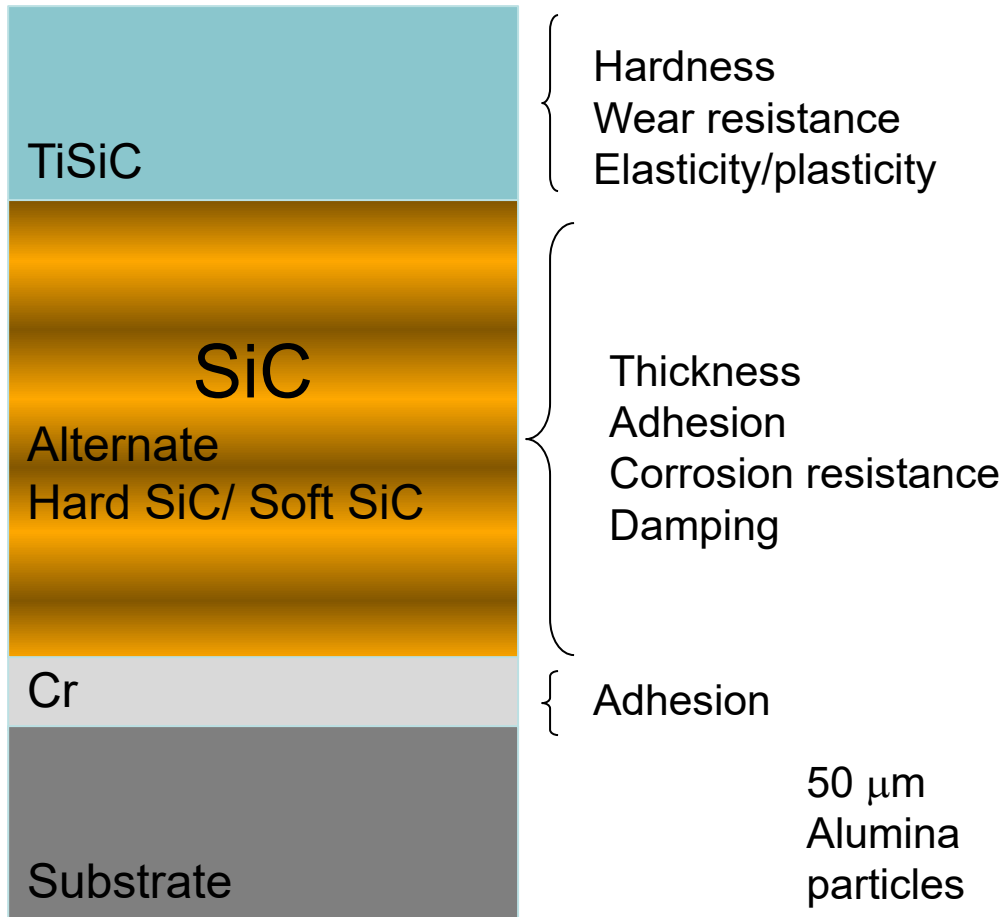 TiSiC
Hardness
Wear resistance
Elasticity/plasticity
SiC
Alternate
Hard SiC/ Soft SiC
Thickness
Adhesion
Corrosion resistance
Damping
Cr
Adhesion
Substrate
50 μm
Alumina
particles